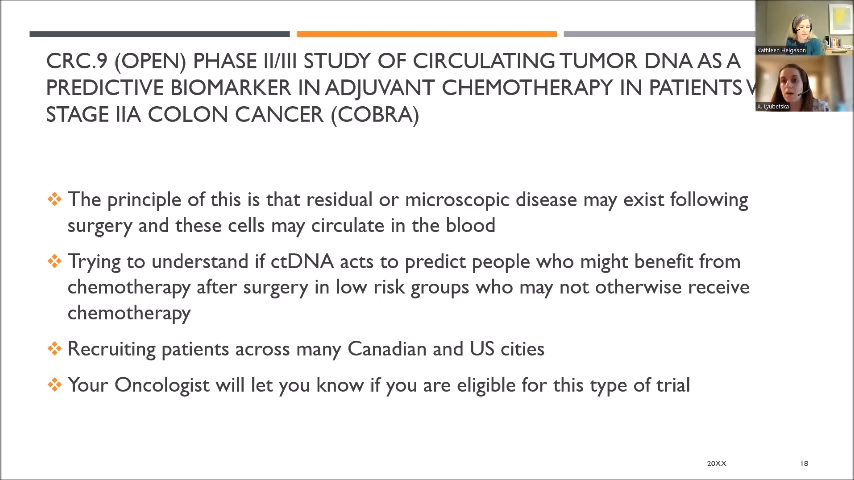 CRC.9 (OPEN) PHASE II/III STUDY OF CIRCULATING TUMOR DNA AS A
PREDICTIVE BIOMARKER IN ADJUVANT CHEMOTHERAPY IN PATIENTS
STAGE IIA COLON CANCER (COBRA)
Kathleen Helgason
A. Lyubetska
The principle of this is that residual or microscopic disease may exist following
surgery and these cells may circulate in the blood
Trying to understand if ctDNA acts to predict people who might benefit from
chemotherapy after surgery in low risk groups who may not otherwise receive
chemotherapy
Recruiting patients across many Canadian and US cities
Your Oncologist will let you know if you are eligible for this type of trial
20XX
18